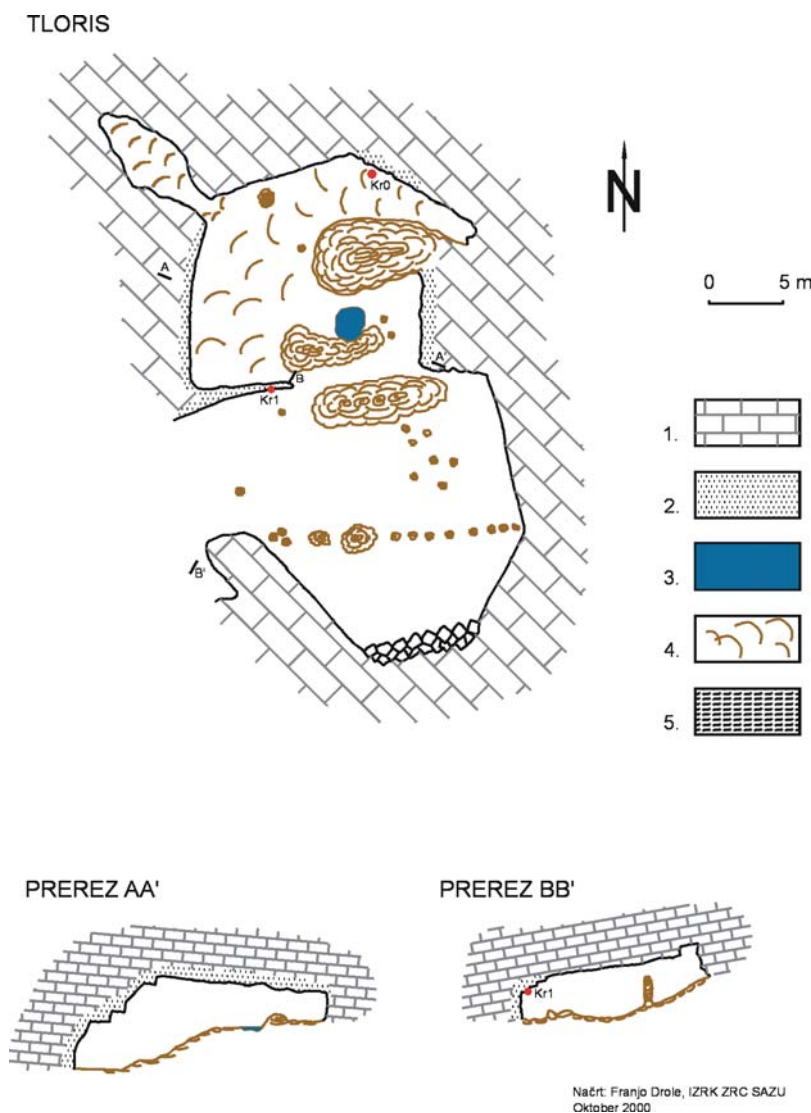 TLORIS
Kr0
N
A
0 5 m
A'
B
Kr1
1.
2.
B'
3.
4.
5.
PREREZ AA'
PREREZ BB'
Kr1
Načrt: Franjo Drole, IZRK ZRC SAZU
Oktober 2000